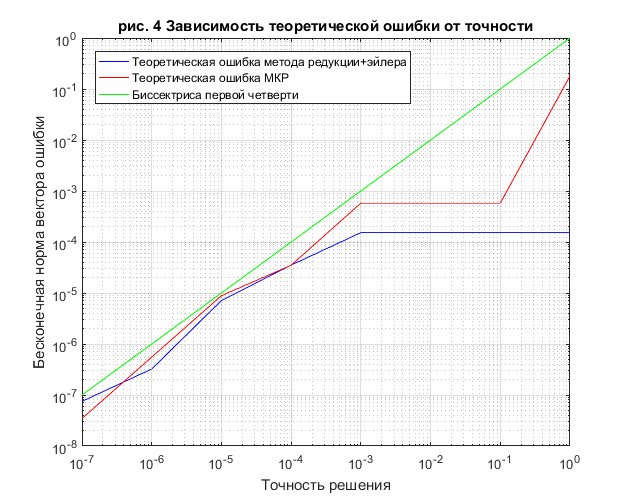 рис. 4 Зависимость теоретической ошибки от точности
Теоретическая ошибка метода редукции+эйлера
Теоретическая ошибка МКР
Биссектриса первой четверти
Бесконечная норма вектора ошибки
10^0
10^-1
10^-2
10^-3
10^-4
10^-5
10^-6
10^-7
10^-8
10^-7 10^-6 10^-5 10^-4 10^-3 10^-2 10^-1 10^0
Точность решения